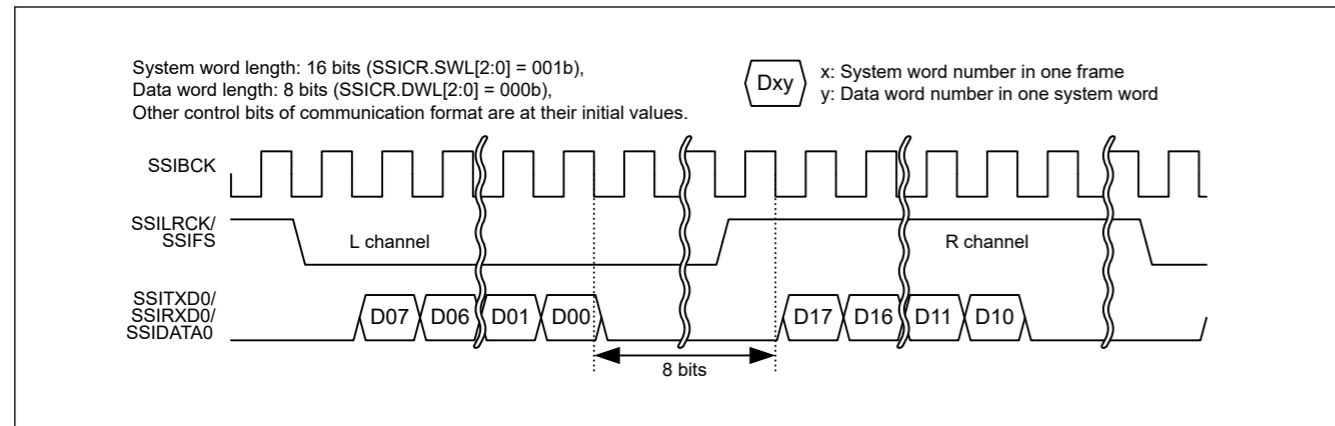 System word length: 16 bits (SSICR.SWL[2:0] = 001b),
Data word length: 8 bits (SSICR.DWL[2:0] = 000b),
Other control bits of communication format are at their initial values.
Dxy
x: System word number in one frame
y: Data word number in one system word
SSIBCK
SSILRCK/
SSIFS
L channel
R channel
SSITXD0/
SSIRXD0/
SSIDATA0
D07 D06 D01 D00 D17 D16 D11 D10
8 bits